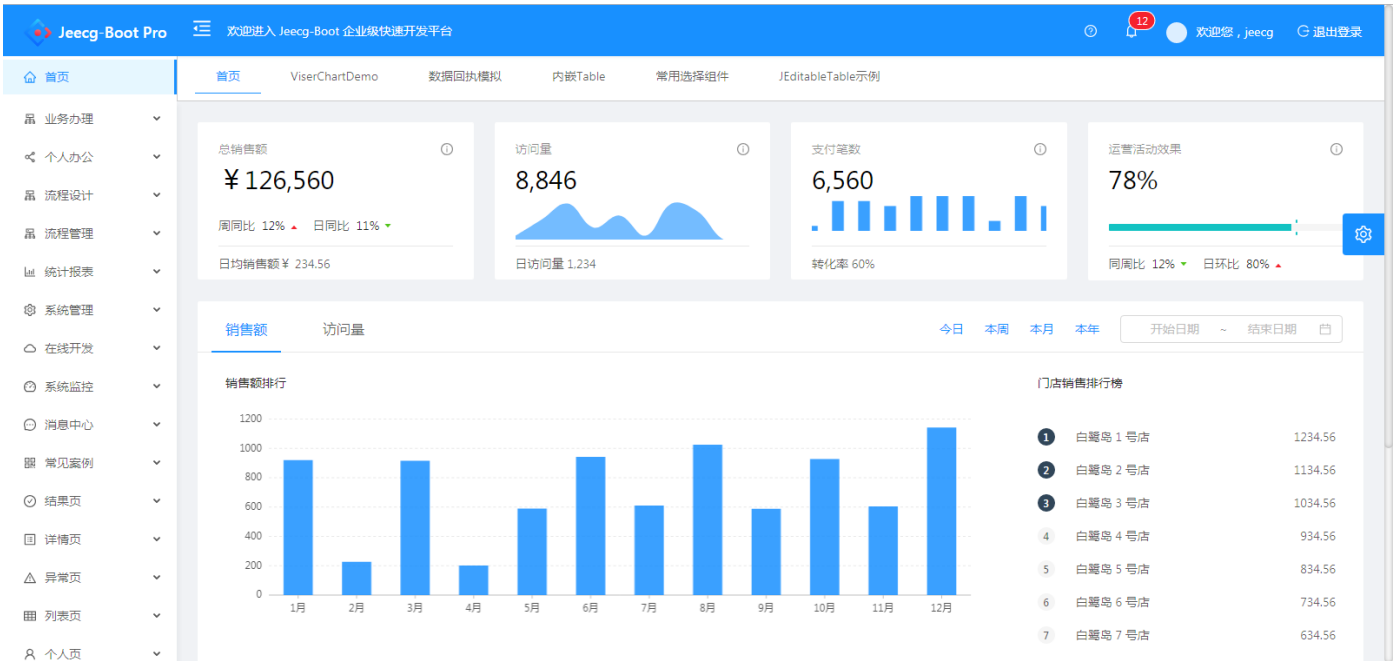 Jeecg-Boot Pro
欢迎进入 Jeecg-Boot 企业级快速开发平台
12
欢迎您，jeecg
退出登录
首页
业务办理
个人办公
流程设计
流程管理
统计报表
系统管理
在线开发
系统监控
消息中心
常见案例
结果页
详情页
异常页
列表页
个人页
首页 ViserChartDemo 数据回执模拟 内嵌Table 常用选择组件 JEditableTable示例
总销售额
￥126,560
周同比 12% 日同比 11%
日均销售额￥ 234.56
访问量
8,846
日访问量 1,234
支付笔数
6,560
转化率 60%
运营活动效果
78%
同周比 12% 日环比 80%
销售额 访问量
今日 本周 本月 本年 开始日期 ~ 结束日期
销售额排行
1200
1000
800
600
400
200
0
1月 2月 3月 4月 5月 6月 7月 8月 9月 10月 11月 12月
门店销售排行榜
1 白鹭岛 1 号店 1234.56
2 白鹭岛 2 号店 1134.56
3 白鹭岛 3 号店 1034.56
4 白鹭岛 4 号店 934.56
5 白鹭岛 5 号店 834.56
6 白鹭岛 6 号店 734.56
7 白鹭岛 7 号店 634.56